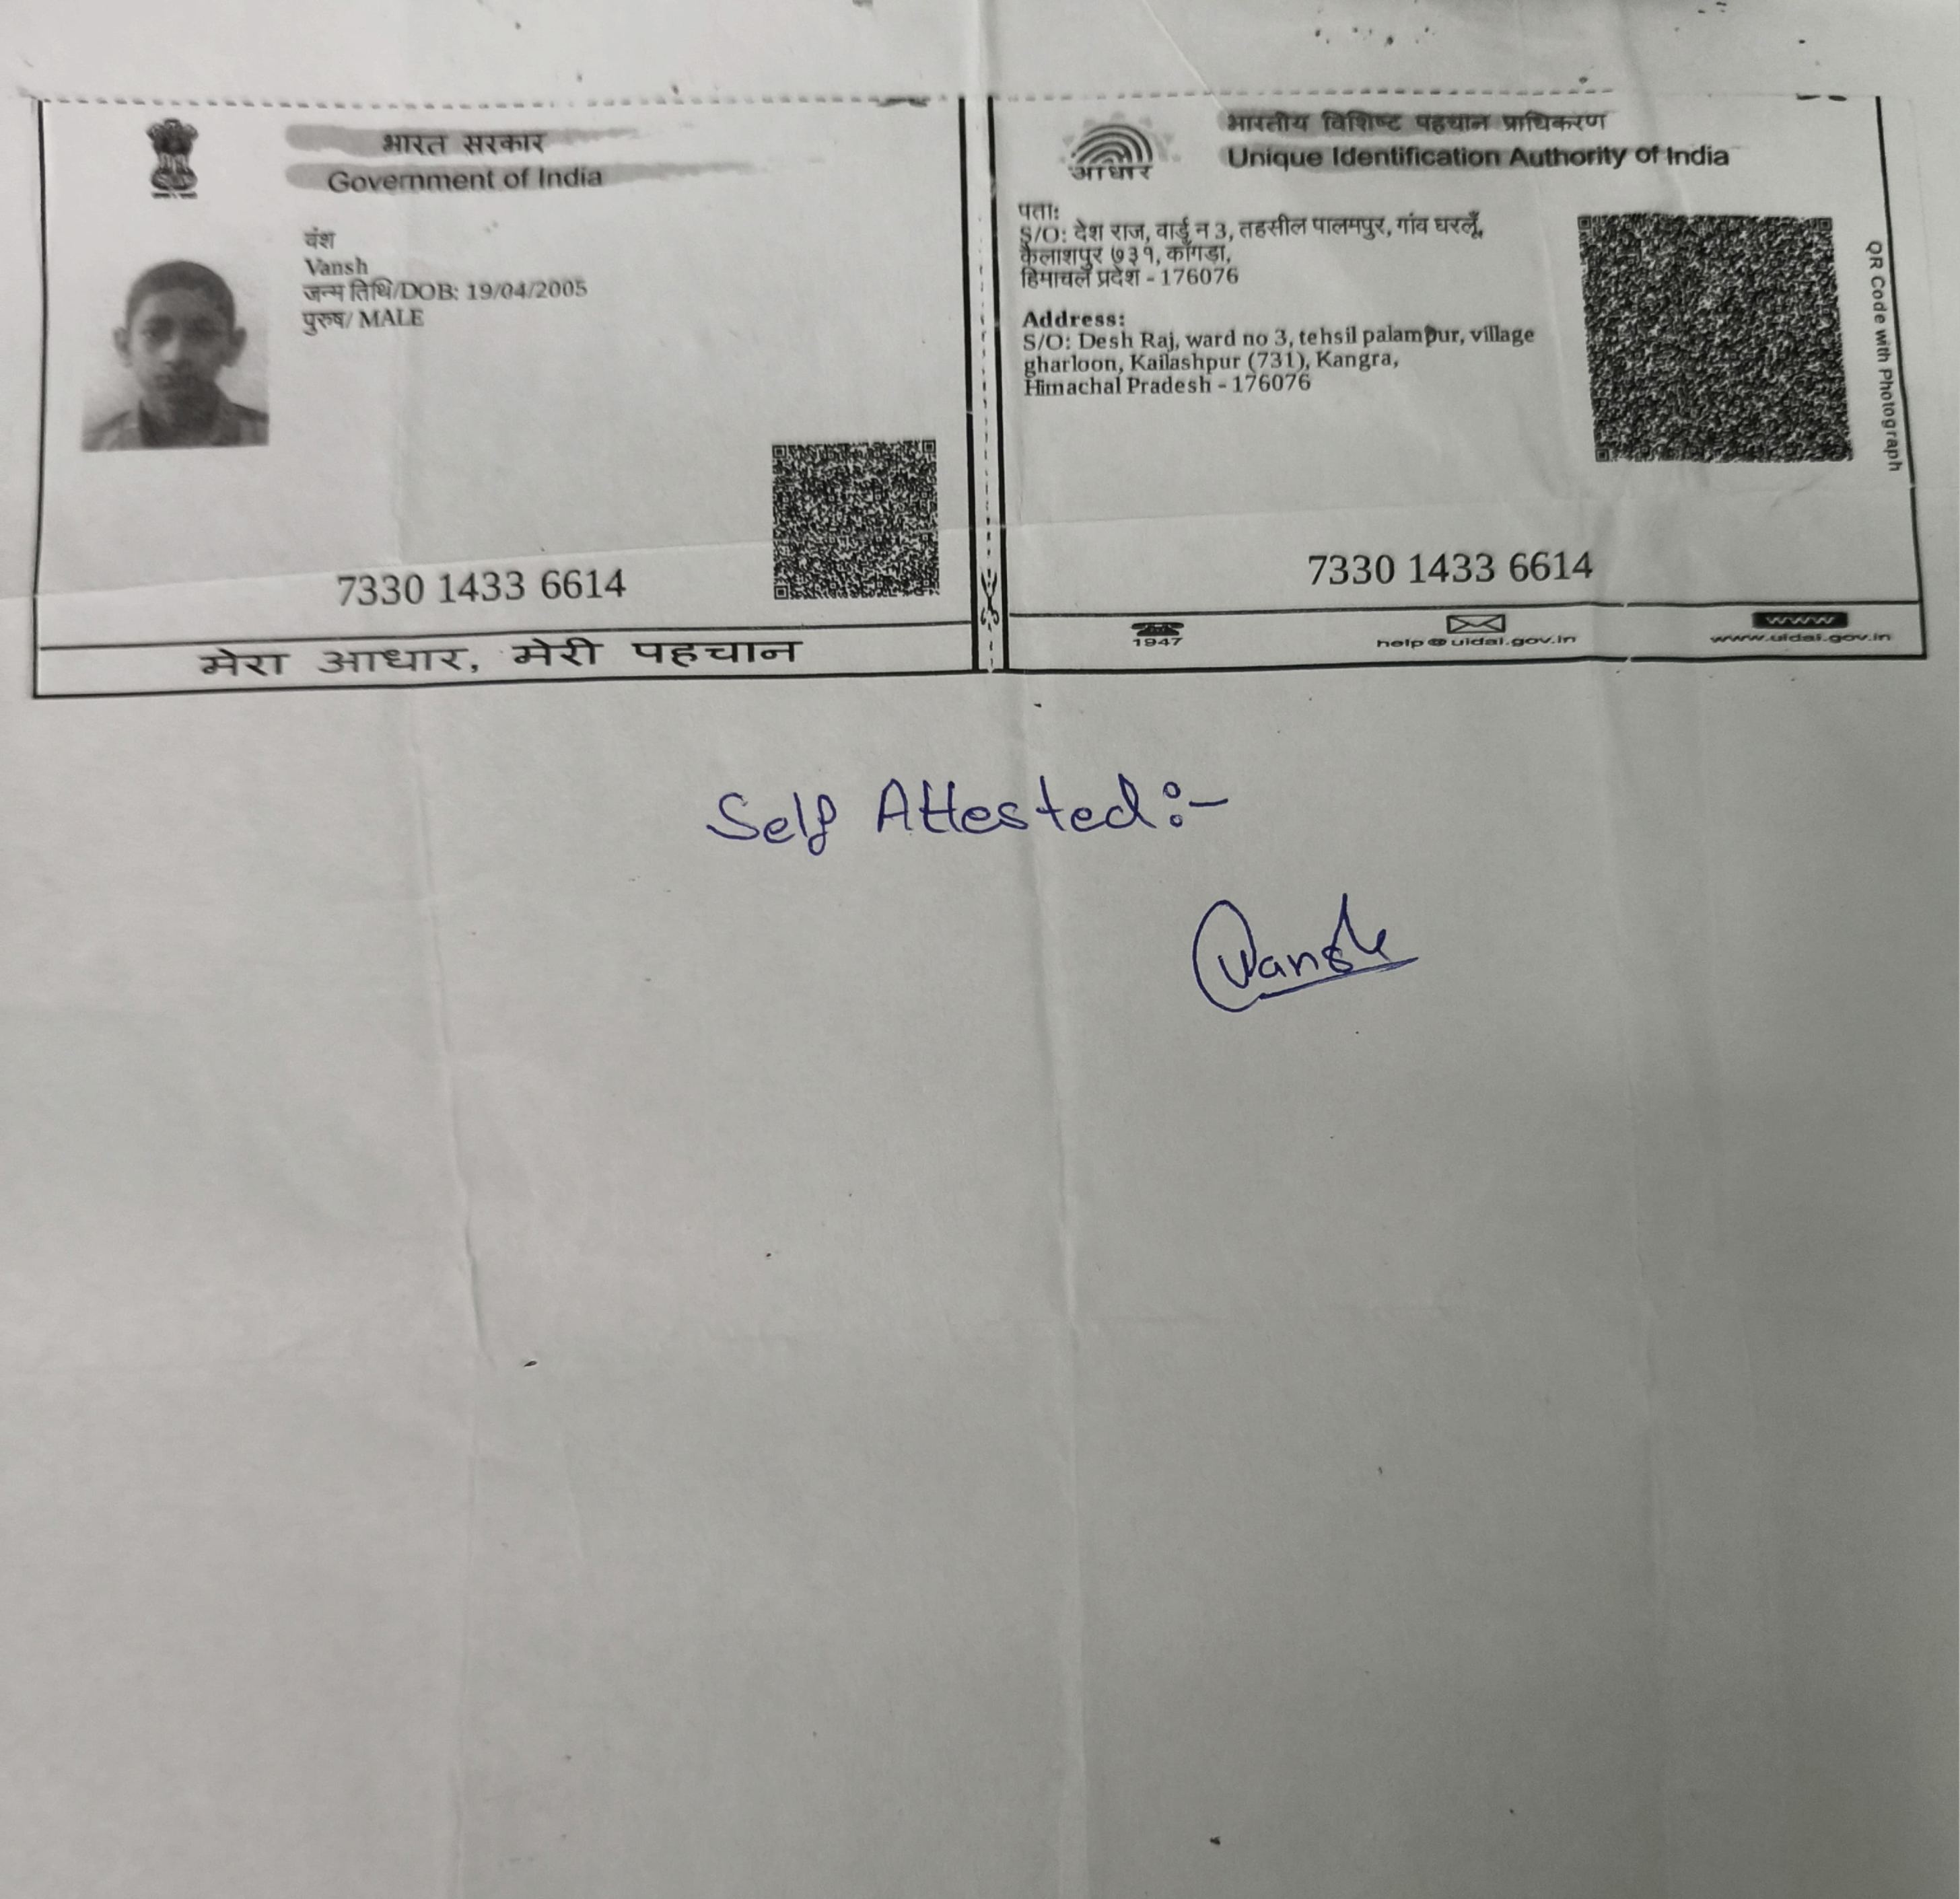 भारत सरकार
Government of India
वंश
Vansh
जन्म तिथि/DOB: 19/04/2005
पुरुष/ MALE
7330 1433 6614
मेरा आधार, मेरी पहचान
भारतीय विशिष्ट पहचान प्राधिकरण
Unique Identification Authority of India
आधार
पता:
S/O: देश राज, वार्ड न 3, तहसील पालमपुर, गांव घरलूँ,
कैलाशपुर ७३१, काँगड़ा,
हिमाचल प्रदेश - 176076
Address:
S/O: Desh Raj, ward no 3, tehsil palampur, village
gharloon, Kailashpur (731), Kangra,
Himachal Pradesh - 176076
QR Code with Photograph
7330 1433 6614
1947
help@uidai.gov.in
www
www.uidai.gov.in
Self Attested:-
Vansh